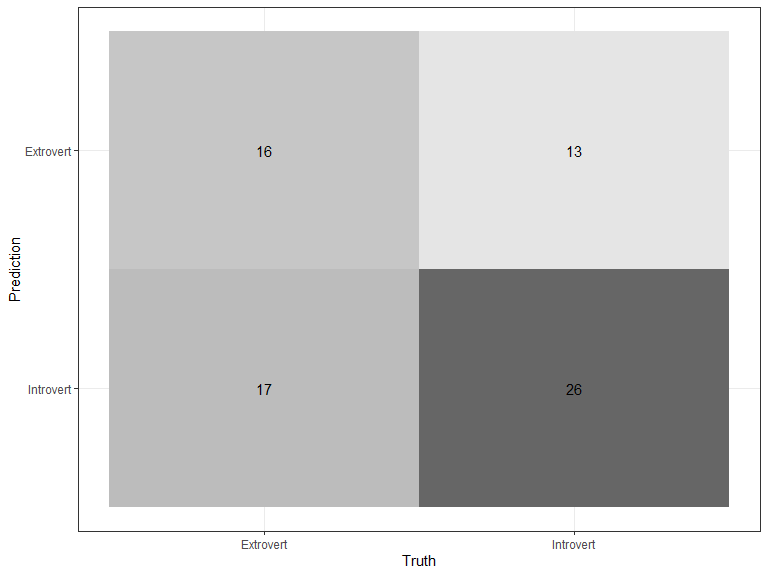 Prediction
Extrovert
16
13
Introvert
17
26
Extrovert
Introvert
Truth